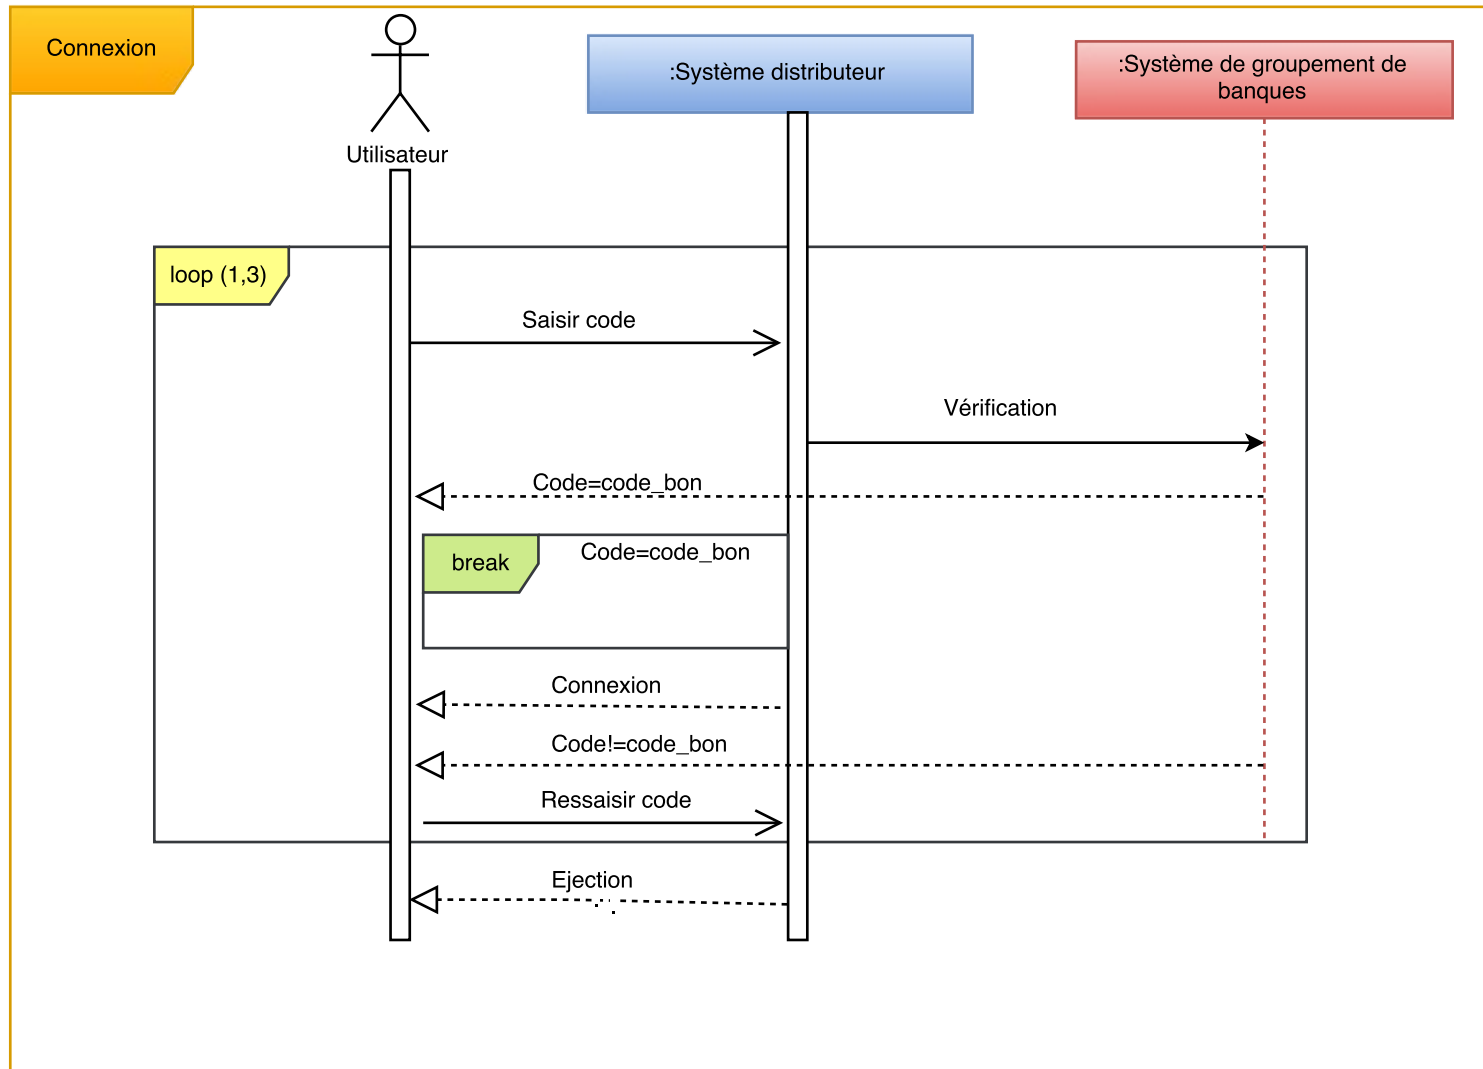 Connexion
Utilisateur
:Système distributeur
:Système de groupement de
banques
loop (1,3)
Saisir code
Vérification
Code=code_bon
break
Code=code_bon
Connexion
Code!=code_bon
Ressaisir code
Ejection